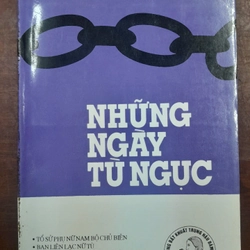 NHỮNG
NGÀY
TÙ NGỤC
• TỔ SỬ PHỤ NỮ NAM BỘ CHỦ BIÊN
• BAN LIÊN LẠC NỮ TÙ